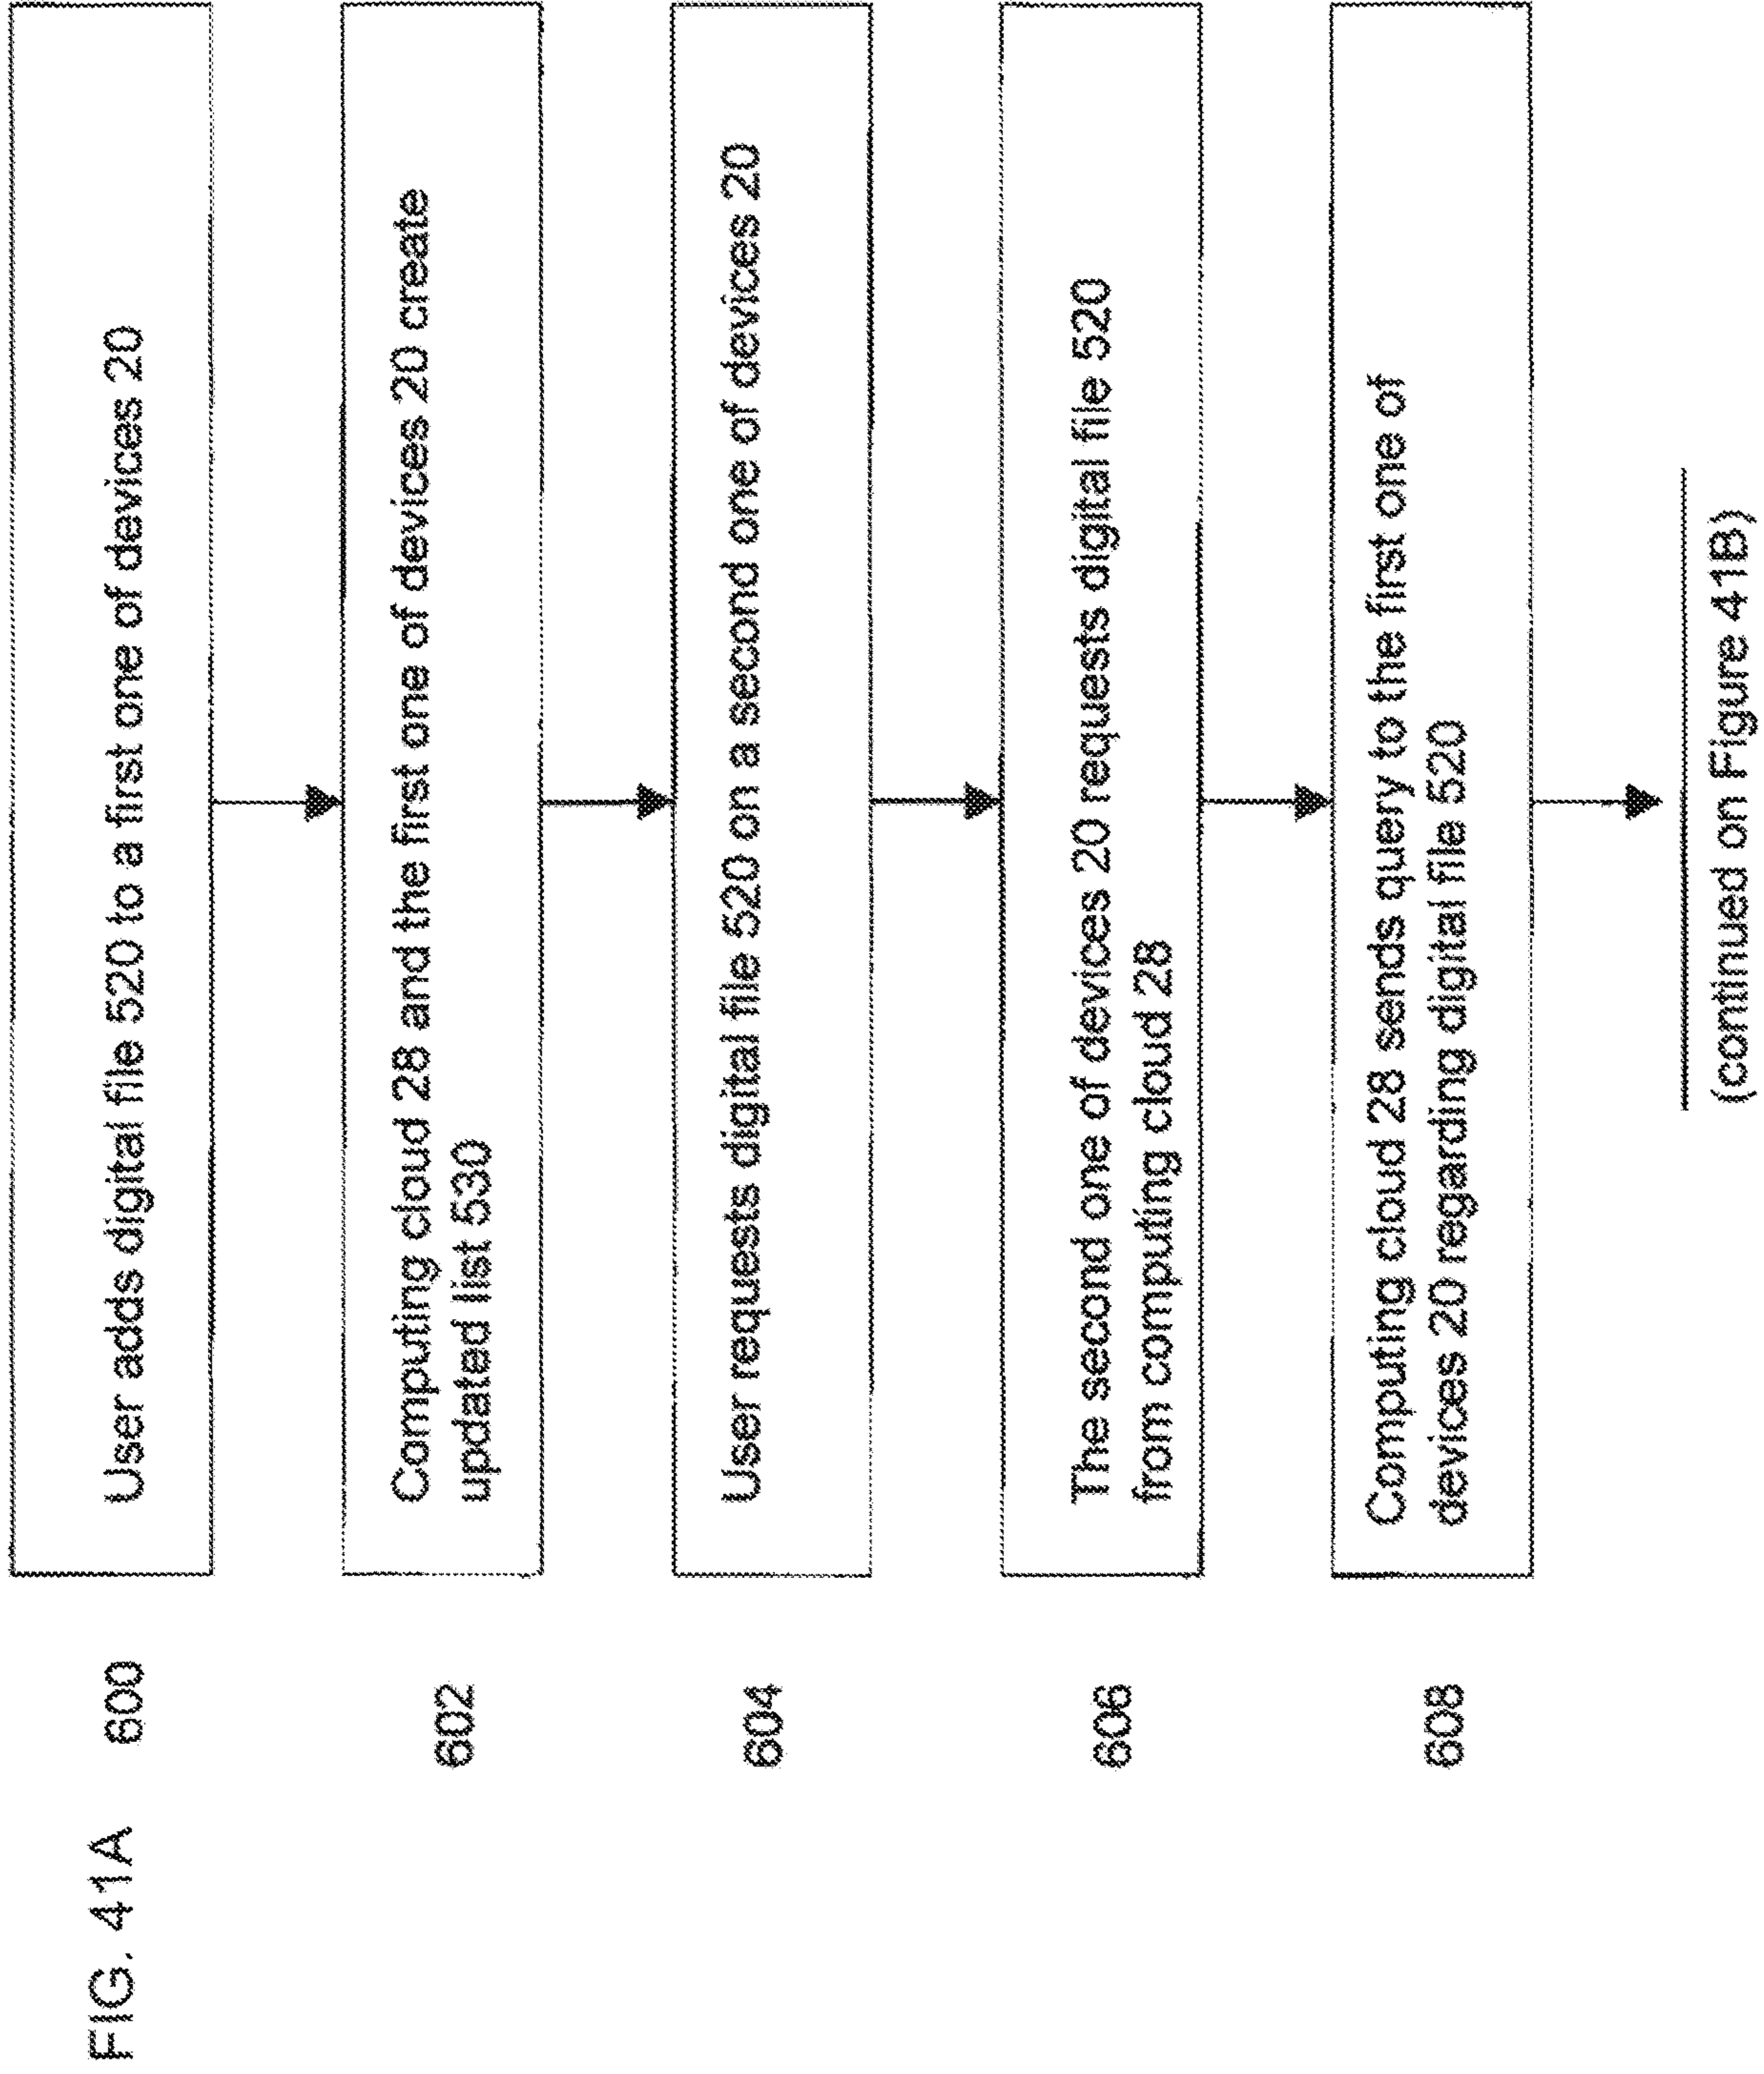 FIG. 41A
600
User adds digital file 520 to a first one of devices 20
602
Computing cloud 28 and the first one of devices 20 create
updated list 530
604
User requests digital file 520 on a second one of devices 20
606
The second one of devices 20 requests digital file 520
from computing cloud 28
608
Computing cloud 28 sends query to the first one of
devices 20 regarding digital file 520
(continued on Figure 41B)